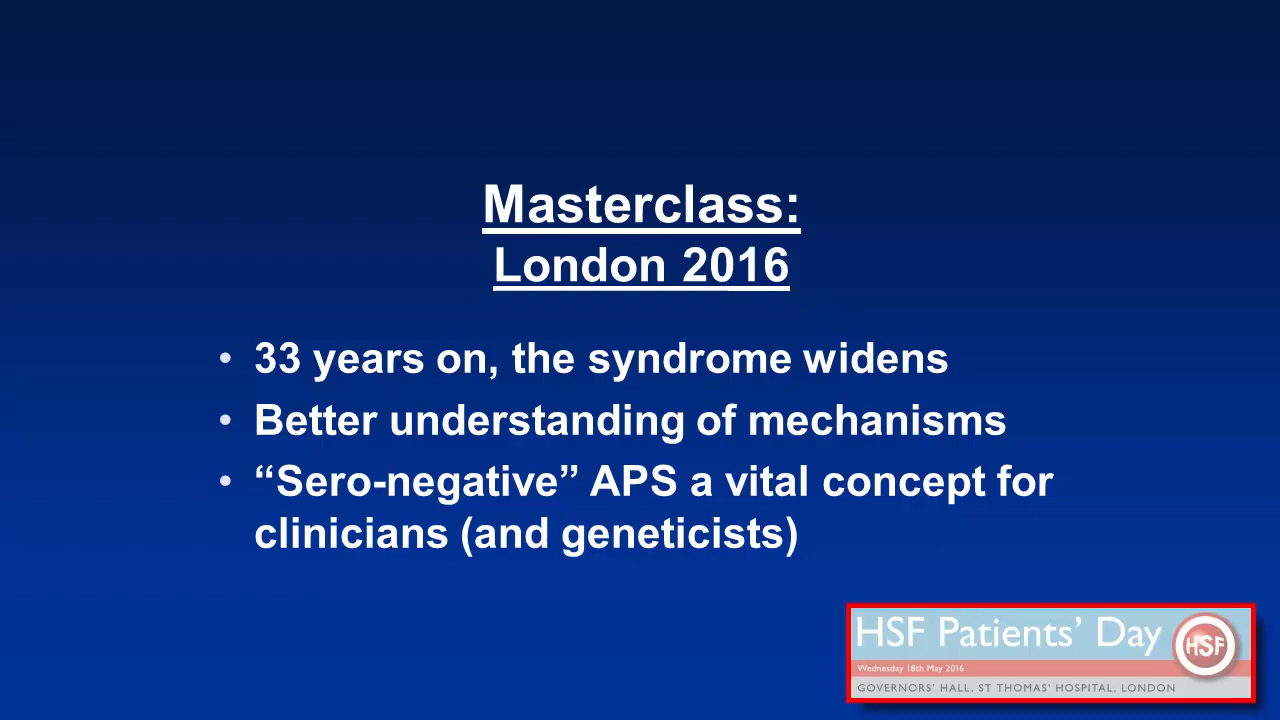 Masterclass:
London 2016
• 33 years on, the syndrome widens
• Better understanding of mechanisms
• “Sero-negative” APS a vital concept for
clinicians (and geneticists)
HSF Patients’ Day
HSF
Wednesday 18th May 2016
GOVERNORS’ HALL. ST THOMAS’ HOSPITAL, LONDON